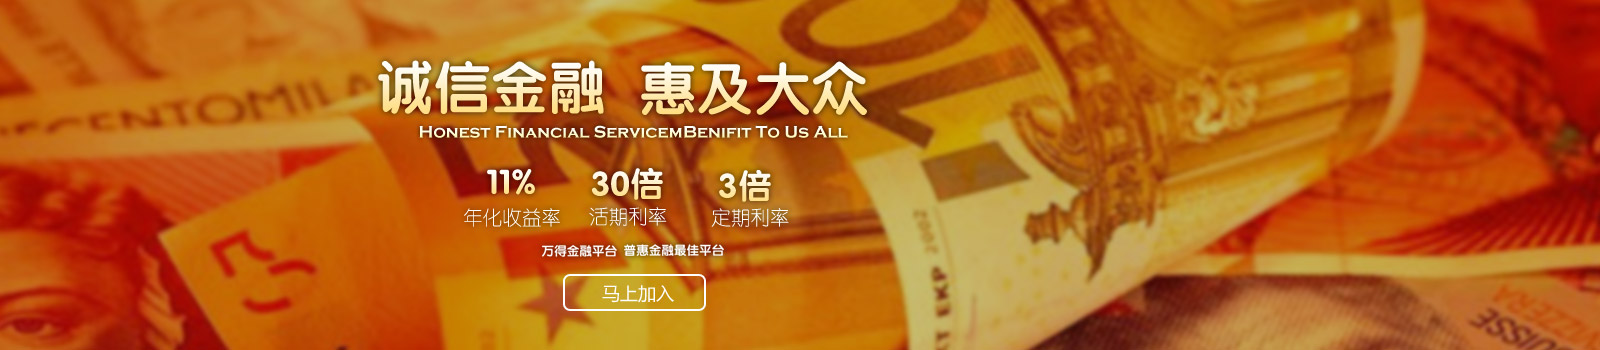 诚信金融 惠及大众
HONEST FINANCIAL SERVICEMBENIFIT TO US ALL
11% 30倍 3倍
年化收益率 活期利率 定期利率
万得金融平台 普惠金融最佳平台
马上加入
2002
EKP